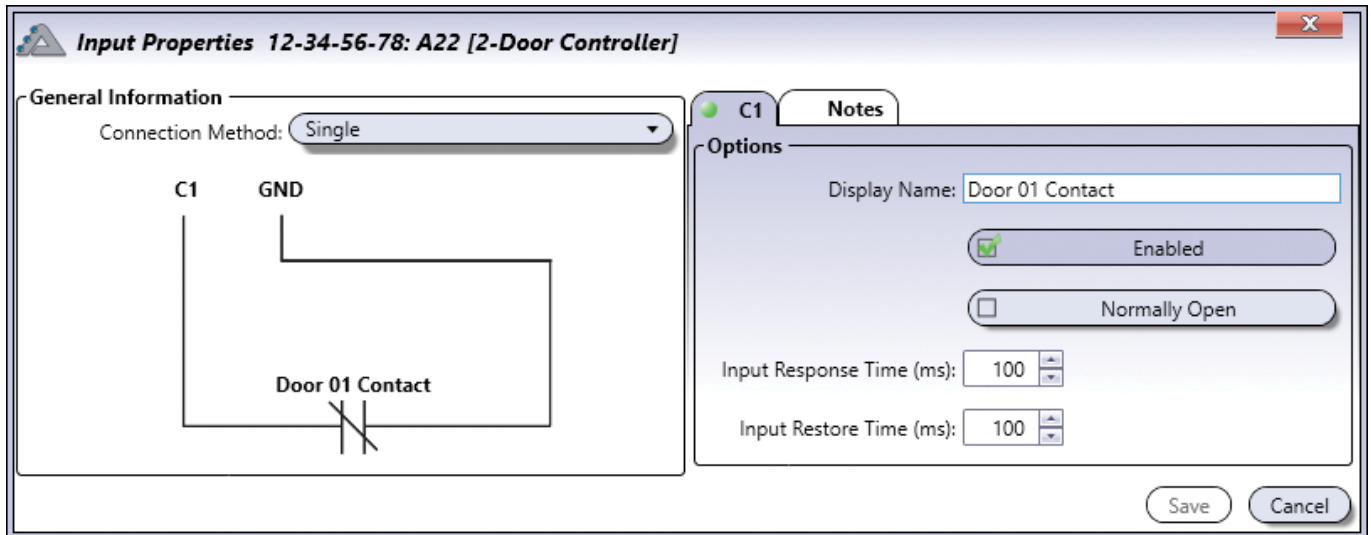 Input Properties 12-34-56-78: A22 [2-Door Controller]
X
General Information
Connection Method: Single
C1 GND
Door 01 Contact
C1 Notes
Options
Display Name: Door 01 Contact
Enabled
Normally Open
Input Response Time (ms): 100
Input Restore Time (ms): 100
Save Cancel